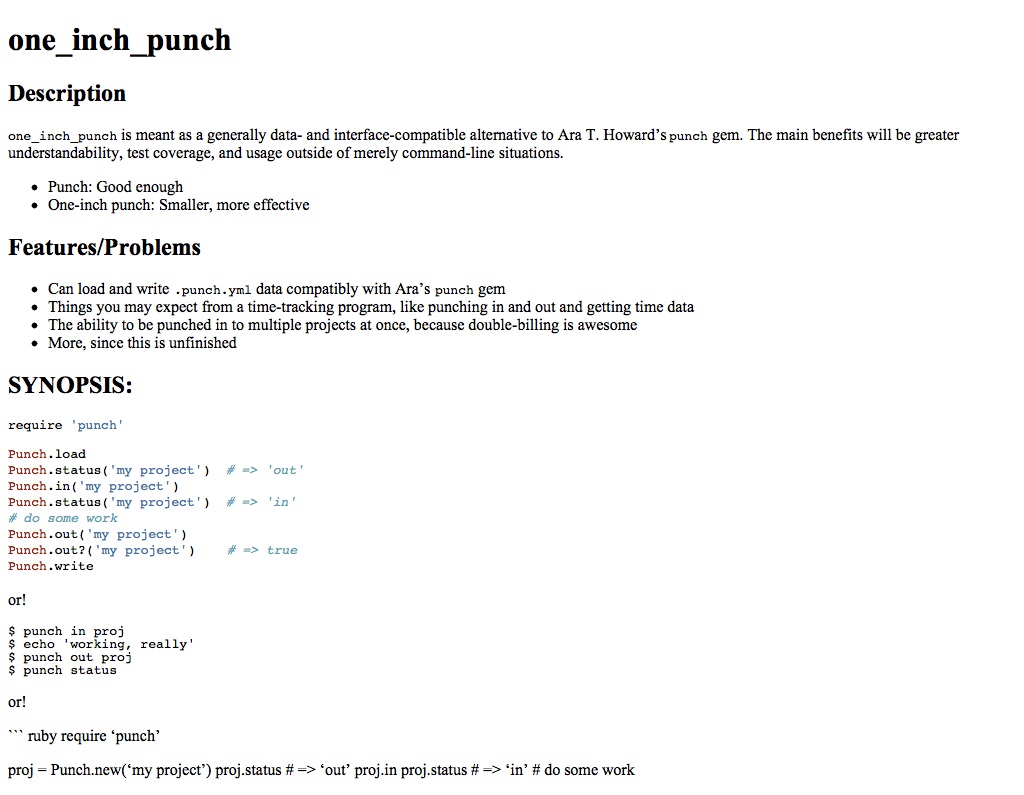 one_inch_punch
Description
one_inch_punch is meant as a generally data- and interface-compatible alternative to Ara T. Howard’s punch gem. The main benefits will be greater
understandability, test coverage, and usage outside of merely command-line situations.
• Punch: Good enough
• One-inch punch: Smaller, more effective
Features/Problems
• Can load and write .punch.yml data compatibly with Ara’s punch gem
• Things you may expect from a time-tracking program, like punching in and out and getting time data
• The ability to be punched in to multiple projects at once, because double-billing is awesome
• More, since this is unfinished
SYNOPSIS:
require 'punch'
Punch.load
Punch.status('my project')  # => 'out'
Punch.in('my project')
Punch.status('my project')  # => 'in'
# do some work
Punch.out('my project')
Punch.out?('my project')    # => true
Punch.write
or!
$ punch in proj
$ echo 'working, really'
$ punch out proj
$ punch status
or!
``` ruby require ‘punch’
proj = Punch.new(‘my project’) proj.status # => ‘out’ proj.in proj.status # => ‘in’ # do some work